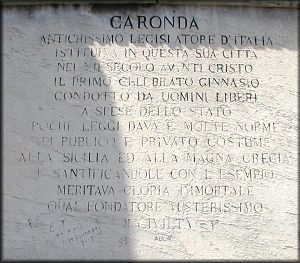 CARONDA
ANTICHISSIMO LEGISLATORE D'ITALIA
ISTITUIVA IN QUESTA SUA CITTÀ
NEL VII SECOLO AVANTI CRISTO
IL PRIMO CELEBRATO GINNASIO
CONDOTTO DA UOMINI LIBERI
A SPESE DELLO STATO
POCHE LEGGI DAVA E MOLTE NORME
DI PUBLICO E PRIVATO COSTUME
ALLA SICILIA ED ALLA MAGNA GRECIA
E SANTIFICANDOLE CON L'ESEMPIO
MERITAVA GLORIA IMMORTALE
QUAL FONDATORE AUSTERISSIMO
DI CIVILTÀ